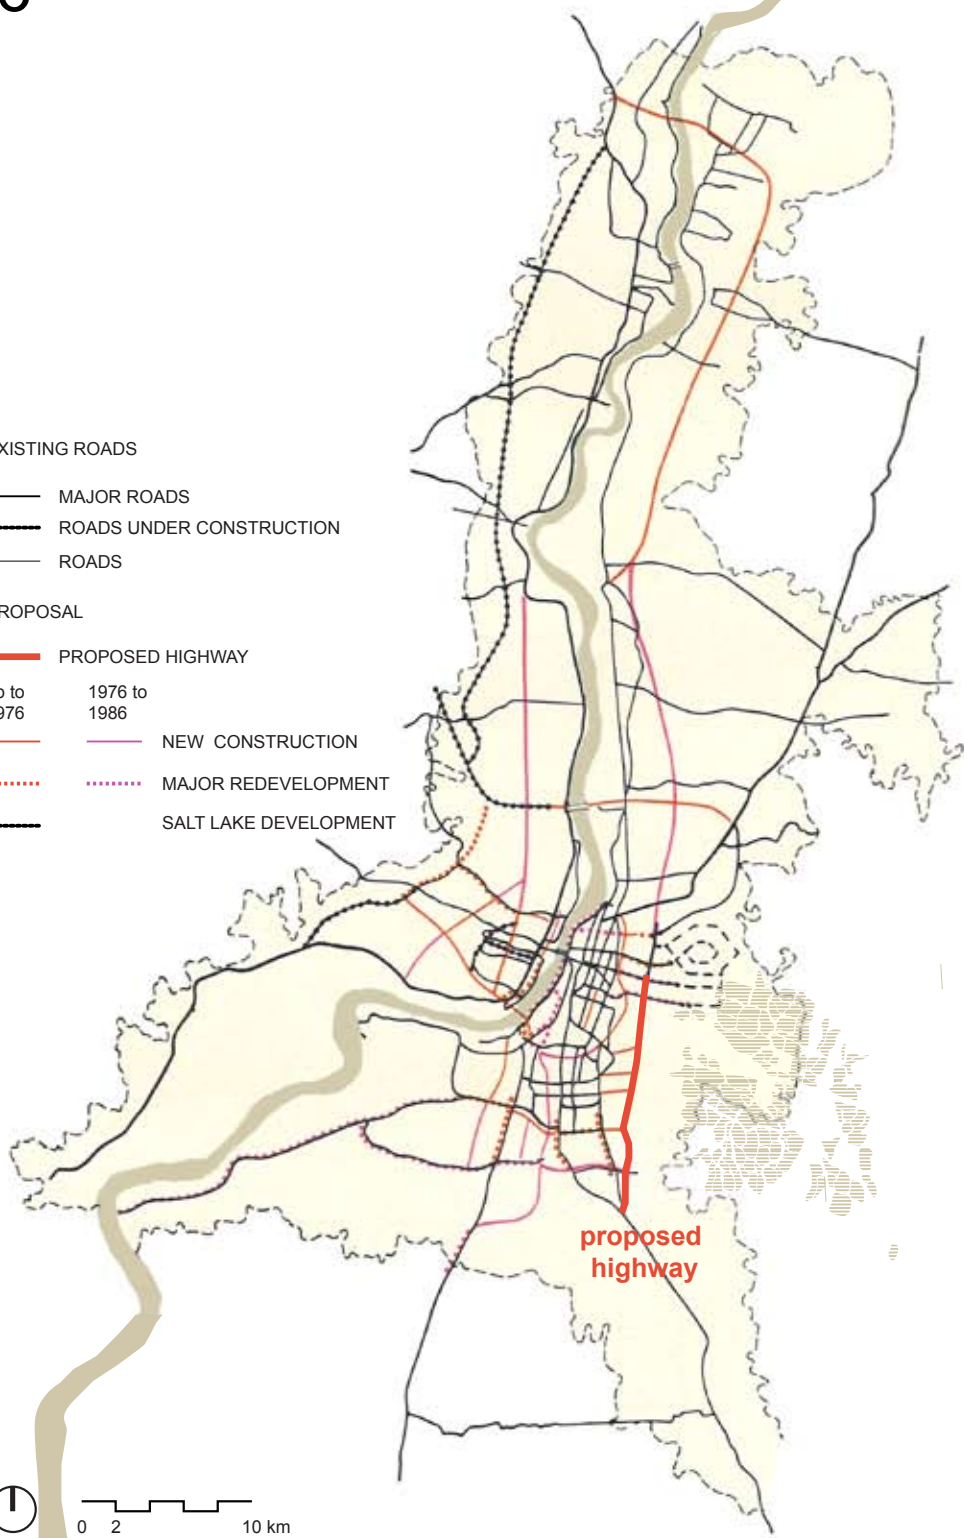 XISTING ROADS
MAJOR ROADS
ROADS UNDER CONSTRUCTION
ROADS
ROPOSAL
PROPOSED HIGHWAY
o to
976
1976 to
1986
NEW CONSTRUCTION
MAJOR REDEVELOPMENT
SALT LAKE DEVELOPMENT
proposed
highway
0 2 10 km